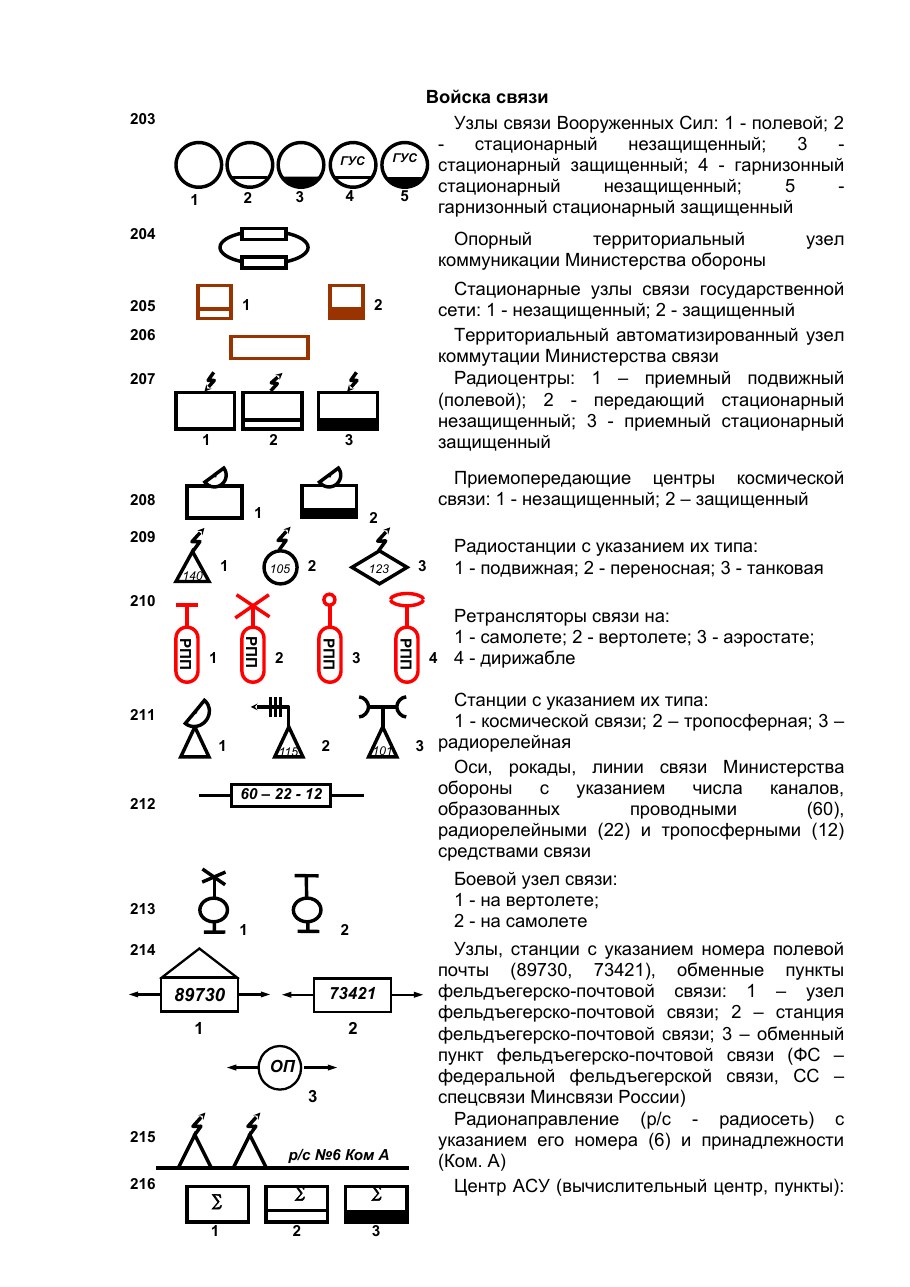 Войска связи
203
Узлы связи Вооруженных Сил: 1 - полевой; 2
- стационарный незащищенный; 3 -
стационарный защищенный; 4 - гарнизонный
стационарный незащищенный; 5 -
гарнизонный стационарный защищенный
ГУС ГУС
1 2 3 4 5
204
Опорный территориальный узел
коммуникации Министерства обороны
205
1 2
Стационарные узлы связи государственной
сети: 1 - незащищенный; 2 - защищенный
206
Территориальный автоматизированный узел
коммутации Министерства связи
207
1 2 3
Радиоцентры: 1 – приемный подвижный
(полевой); 2 - передающий стационарный
незащищенный; 3 - приемный стационарный
защищенный
208
1 2
Приемопередающие центры космической
связи: 1 - незащищенный; 2 – защищенный
209
140 1 105 2 123 3
Радиостанции с указанием их типа:
1 - подвижная; 2 - переносная; 3 - танковая
210
РПП 1 РПП 2 РПП 3 РПП 4
Ретрансляторы связи на:
1 - самолете; 2 - вертолете; 3 - аэростате;
4 - дирижабле
211
1 115 2 101 3
Станции с указанием их типа:
1 - космической связи; 2 – тропосферная; 3 –
радиорелейная
212
60 – 22 - 12
Оси, рокады, линии связи Министерства
обороны с указанием числа каналов,
образованных проводными (60),
радиорелейными (22) и тропосферными (12)
средствами связи
213
1 2
Боевой узел связи:
1 - на вертолете;
2 - на самолете
214
89730 73421
1 2
ОП
3
Узлы, станции с указанием номера полевой
почты (89730, 73421), обменные пункты
фельдъегерско-почтовой связи: 1 – узел
фельдъегерско-почтовой связи; 2 – станция
фельдъегерско-почтовой связи; 3 – обменный
пункт фельдъегерско-почтовой связи (ФС –
федеральной фельдъегерской связи, СС –
спецсвязи Минсвязи России)
215
р/с №6 Ком А
Радионаправление (р/с - радиосеть) с
указанием его номера (6) и принадлежности
(Ком. А)
216
Σ Σ Σ
1 2 3
Центр АСУ (вычислительный центр, пункты):